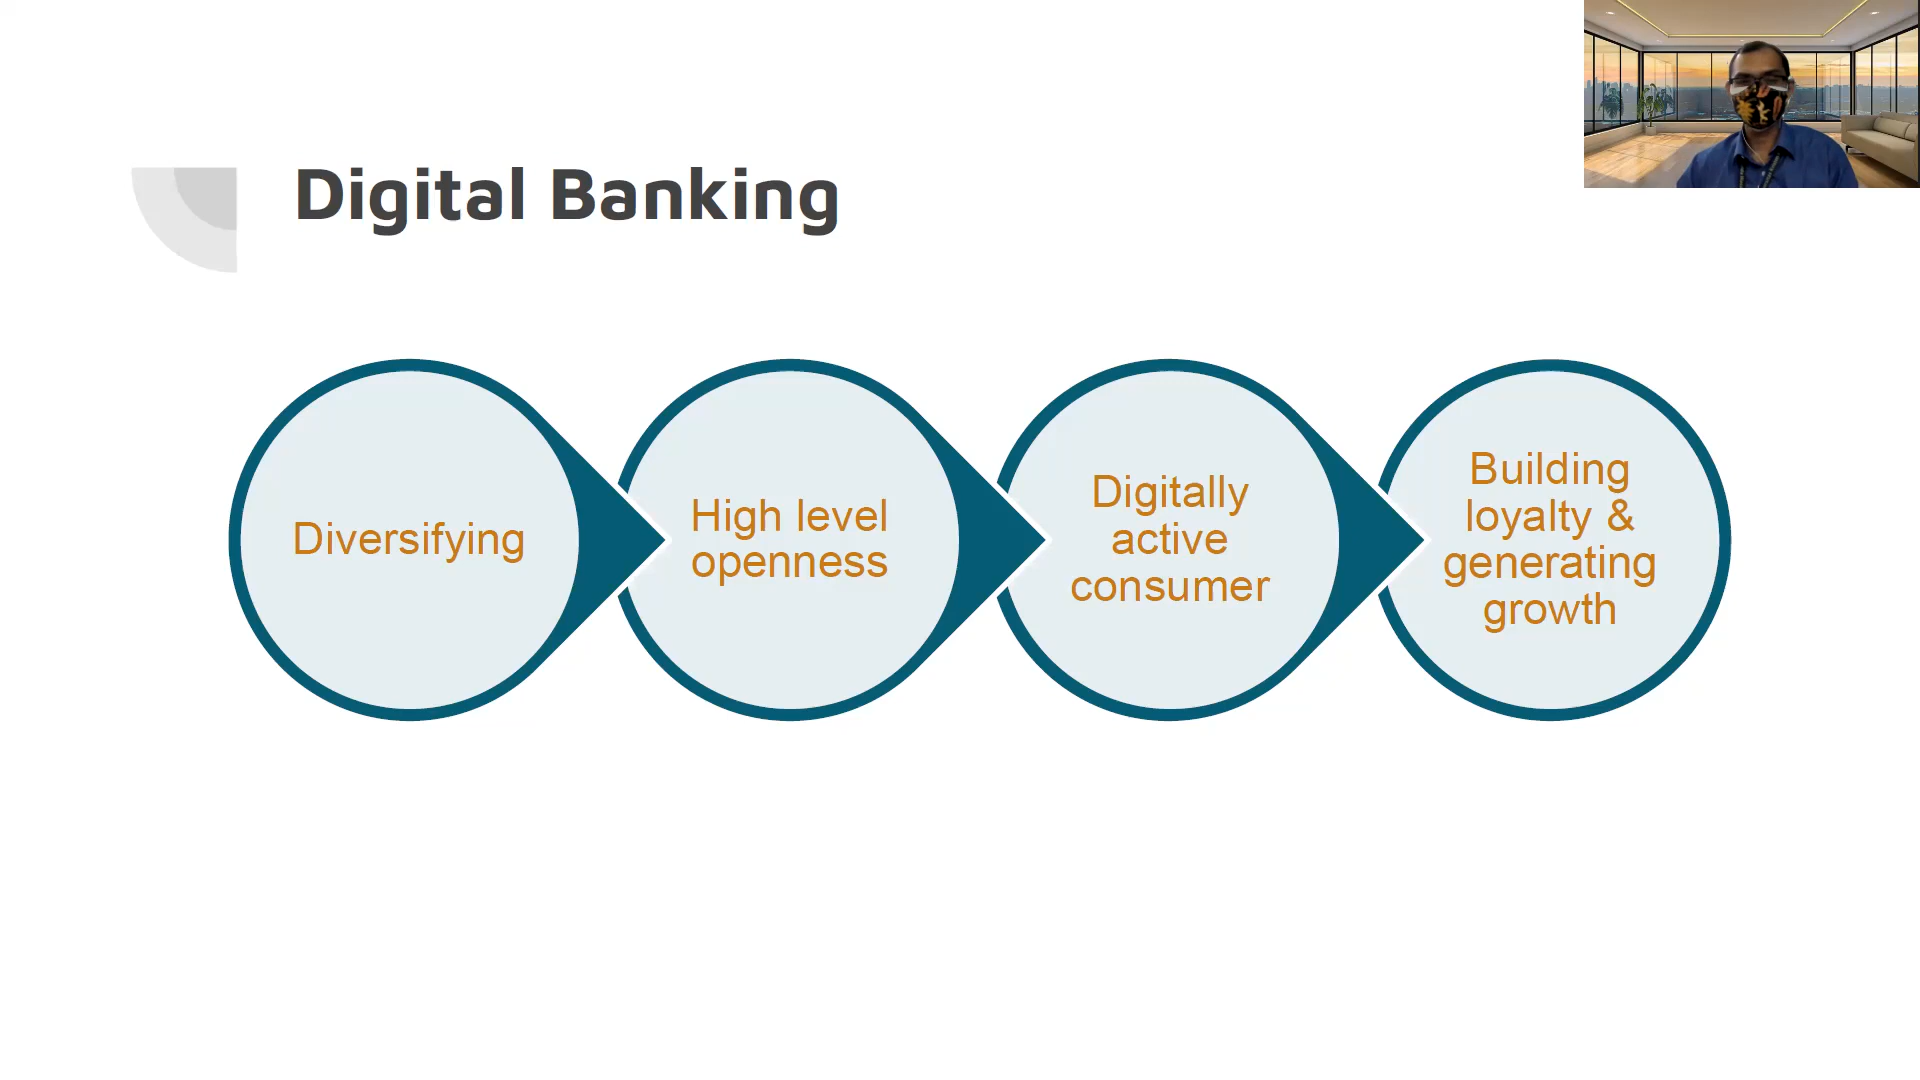 Digital Banking
Diversifying
High level
openness
Digitally
active
consumer
Building
loyalty &
generating
growth